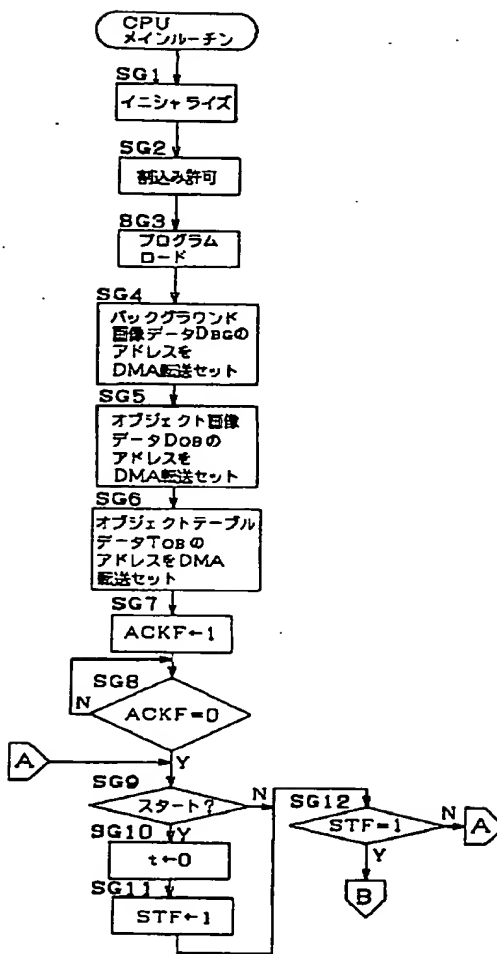 CPU
メインルーチン
SG1
イニシャライズ
SG2
割込み許可
SG3
プログラム
ロード
SG4
バックグラウンド
画像データDBGの
アドレスを
DMA転送セット
SG5
オブジェクト画像
データDOBの
アドレスを
DMA転送セット
SG6
オブジェクトテーブル
データTOBの
アドレスをDMA
転送セット
SG7
ACKF←1
SG8
N
ACKF=0
A
Y
SG9
スタート?
N
SG12
STF=1
N
A
SG10
Y
t←0
Y
B
SG11
STF←1